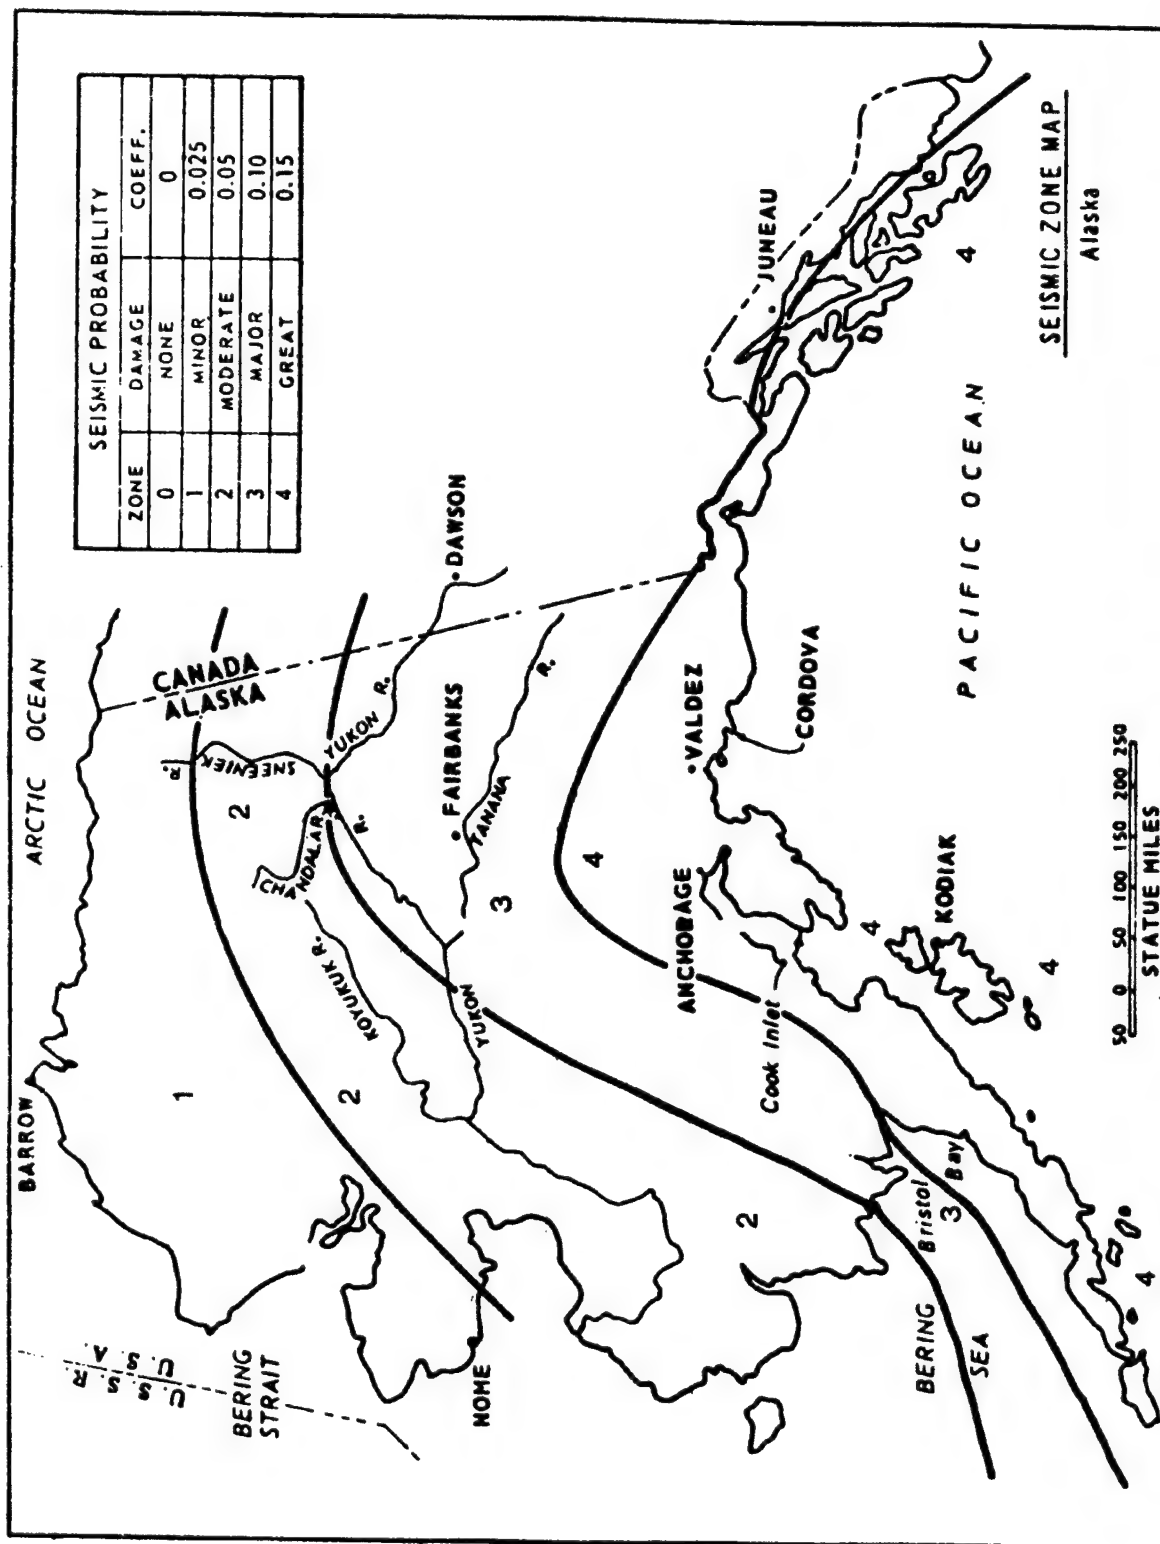 SEISMIC PROBABILITY
ZONE DAMAGE COEFF.
0 NONE 0
1 MINOR 0.025
2 MODERATE 0.05
3 MAJOR 0.10
4 GREAT 0.15
ARCTIC OCEAN
BARROW
U. S. S. R.
U. S. A.
BERING
STRAIT
CANADA
ALASKA
1
2
SHEENJEK
R.
CHANDALAR
R.
YUKON R.
DAWSON
2
KOYUKUK R.
YUKON
FAIRBANKS
TANANA
R.
3
NOME
4
2
VALDEZ
CORDOVA
ANCHORAGE
Cook Inlet
JUNEAU
4
KODIAK
4
4
Bristol
Bay
3
BERING
SEA
4
PACIFIC OCEAN
50 0 50 100 150 200 250
STATUE MILES
SEISMIC ZONE MAP
Alaska